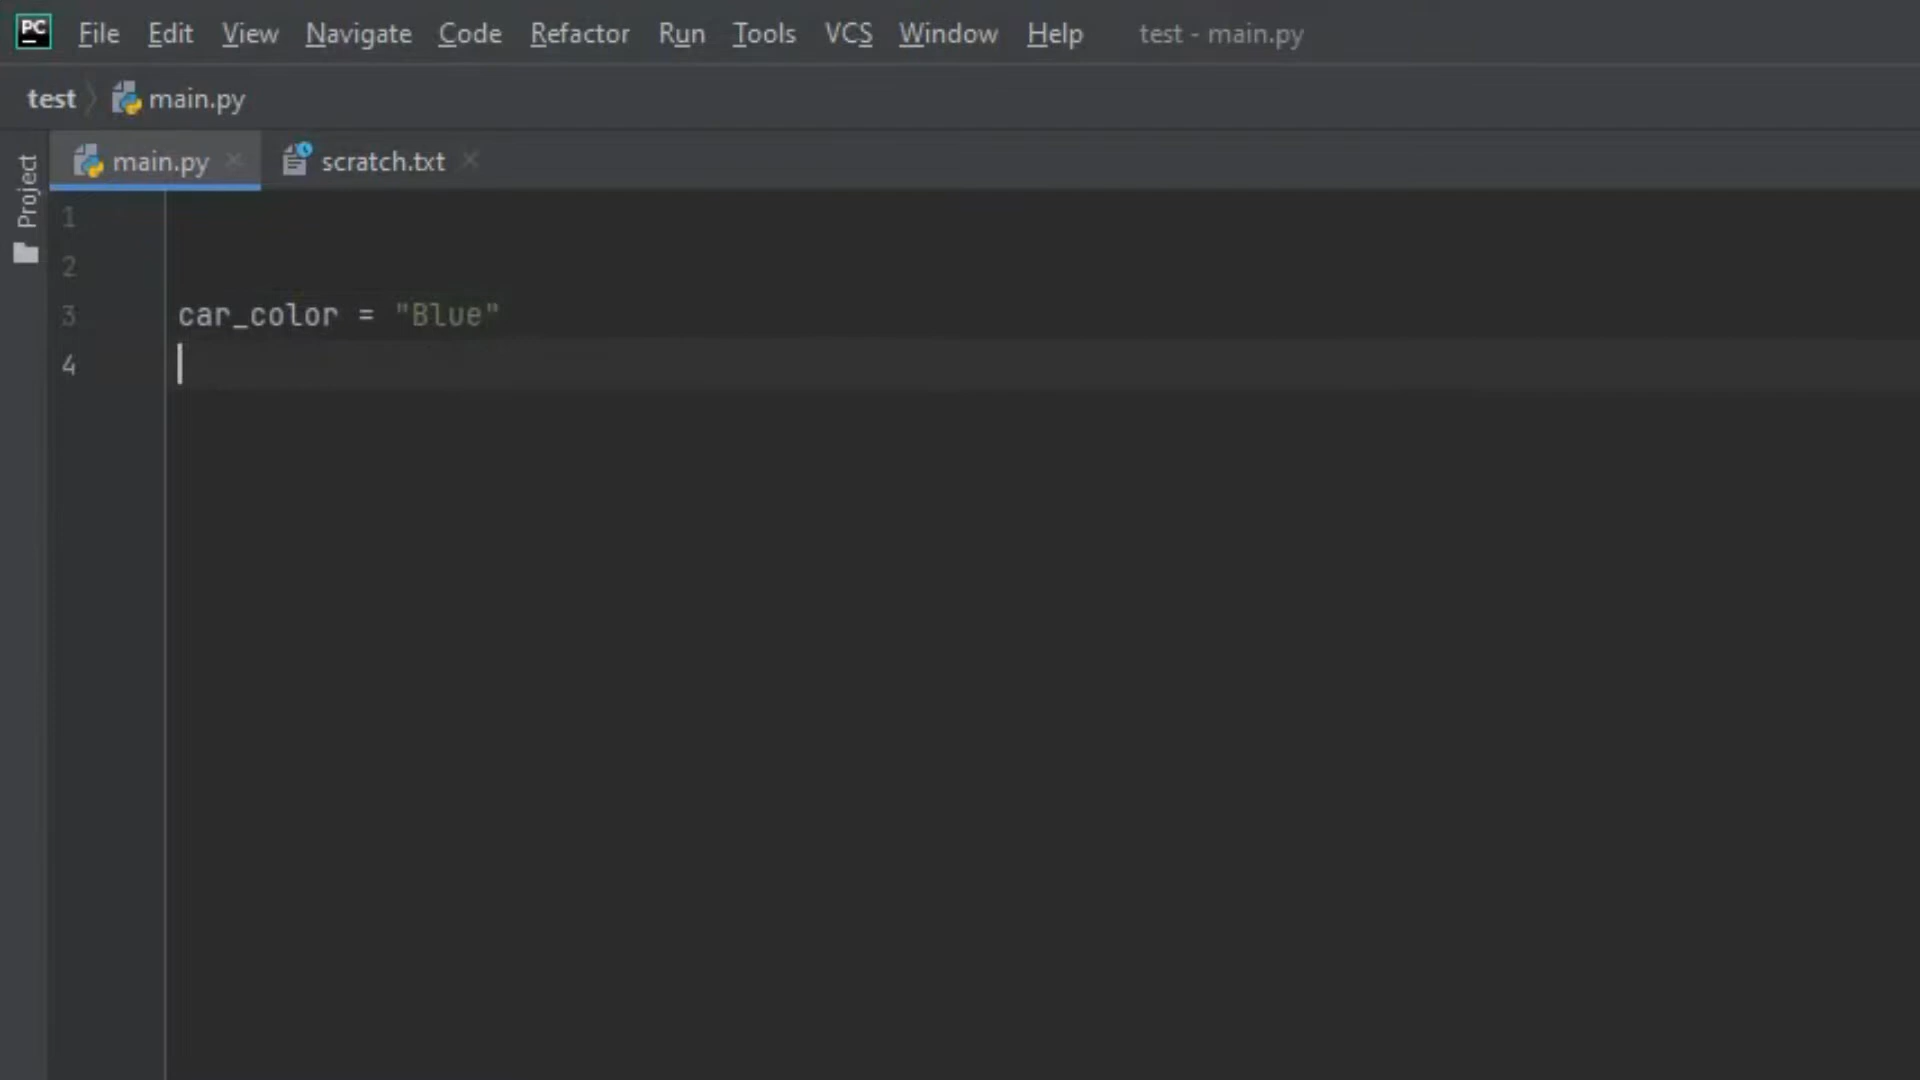 PC File Edit View Navigate Code Refactor Run Tools VCS Window Help test - main.py
test main.py
main.py scratch.txt
Project
1
2
3 car_color = "Blue"
4